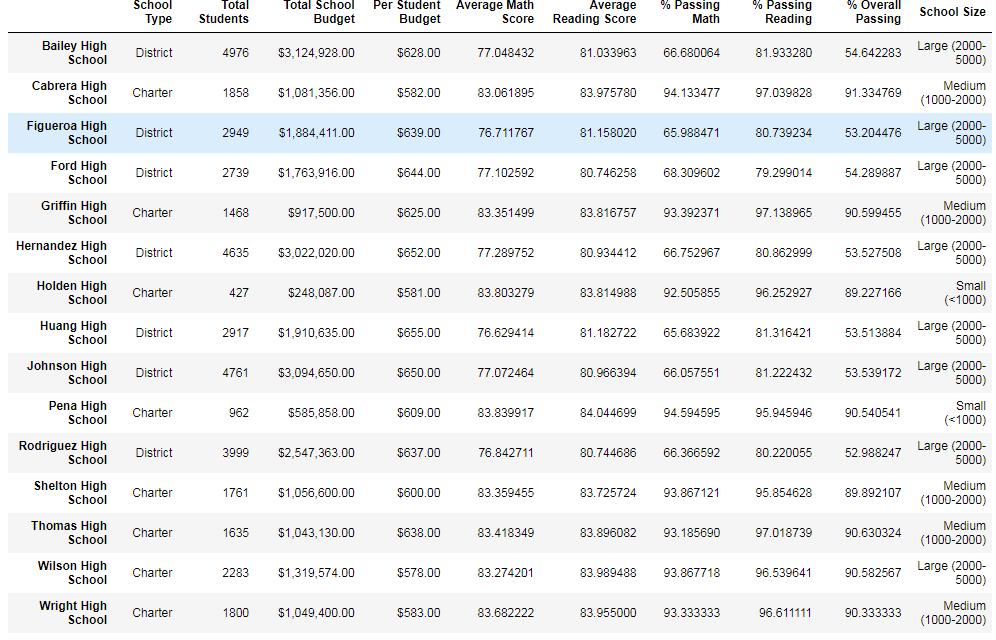 School Type Total Students Total School Budget Per Student Budget Average Math Score Average Reading Score % Passing Math % Passing Reading % Overall Passing School Size
Bailey High School District 4976 $3,124,928.00 $628.00 77.048432 81.033963 66.680064 81.933280 54.642283 Large (2000-5000)
Cabrera High School Charter 1858 $1,081,356.00 $582.00 83.061895 83.975780 94.133477 97.039828 91.334769 Medium (1000-2000)
Figueroa High School District 2949 $1,884,411.00 $639.00 76.711767 81.158020 65.988471 80.739234 53.204476 Large (2000-5000)
Ford High School District 2739 $1,763,916.00 $644.00 77.102592 80.746258 68.309602 79.299014 54.289887 Large (2000-5000)
Griffin High School Charter 1468 $917,500.00 $625.00 83.351499 83.816757 93.392371 97.138965 90.599455 Medium (1000-2000)
Hernandez High School District 4635 $3,022,020.00 $652.00 77.289752 80.934412 66.752967 80.862999 53.527508 Large (2000-5000)
Holden High School Charter 427 $248,087.00 $581.00 83.803279 83.814988 92.505855 96.252927 89.227166 Small (<1000)
Huang High School District 2917 $1,910,635.00 $655.00 76.629414 81.182722 65.683922 81.316421 53.513884 Large (2000-5000)
Johnson High School District 4761 $3,094,650.00 $650.00 77.072464 80.966394 66.057551 81.222432 53.539172 Large (2000-5000)
Pena High School Charter 962 $585,858.00 $609.00 83.839917 84.044699 94.594595 95.945946 90.540541 Small (<1000)
Rodriguez High School District 3999 $2,547,363.00 $637.00 76.842711 80.744686 66.366592 80.220055 52.988247 Large (2000-5000)
Shelton High School Charter 1761 $1,056,600.00 $600.00 83.359455 83.725724 93.867121 95.854628 89.892107 Medium (1000-2000)
Thomas High School Charter 1635 $1,043,130.00 $638.00 83.418349 83.896082 93.185690 97.018739 90.630324 Medium (1000-2000)
Wilson High School Charter 2283 $1,319,574.00 $578.00 83.274201 83.989488 93.867718 96.539641 90.582567 Large (2000-5000)
Wright High School Charter 1800 $1,049,400.00 $583.00 83.682222 83.955000 93.333333 96.611111 90.333333 Medium (1000-2000)